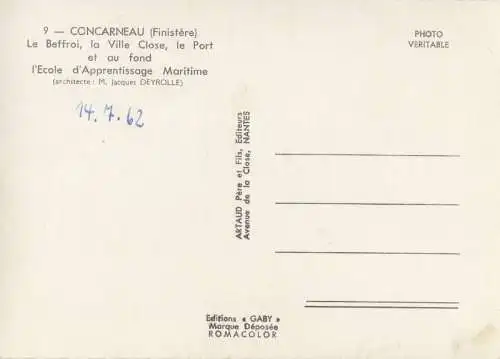 9 — CONCARNEAU (Finistère)
Le Beffroi, la Ville Close, le Port
et au fond
l'Ecole d'Apprentissage Maritime
(architecte : M. Jacques DEYROLLE)
14.7.62
PHOTO
VERITABLE
ARTAUD Père et Fils, Editeurs
Avenue de la Close, NANTES
Editions « GABY »
Marque Déposée
ROMACOLOR